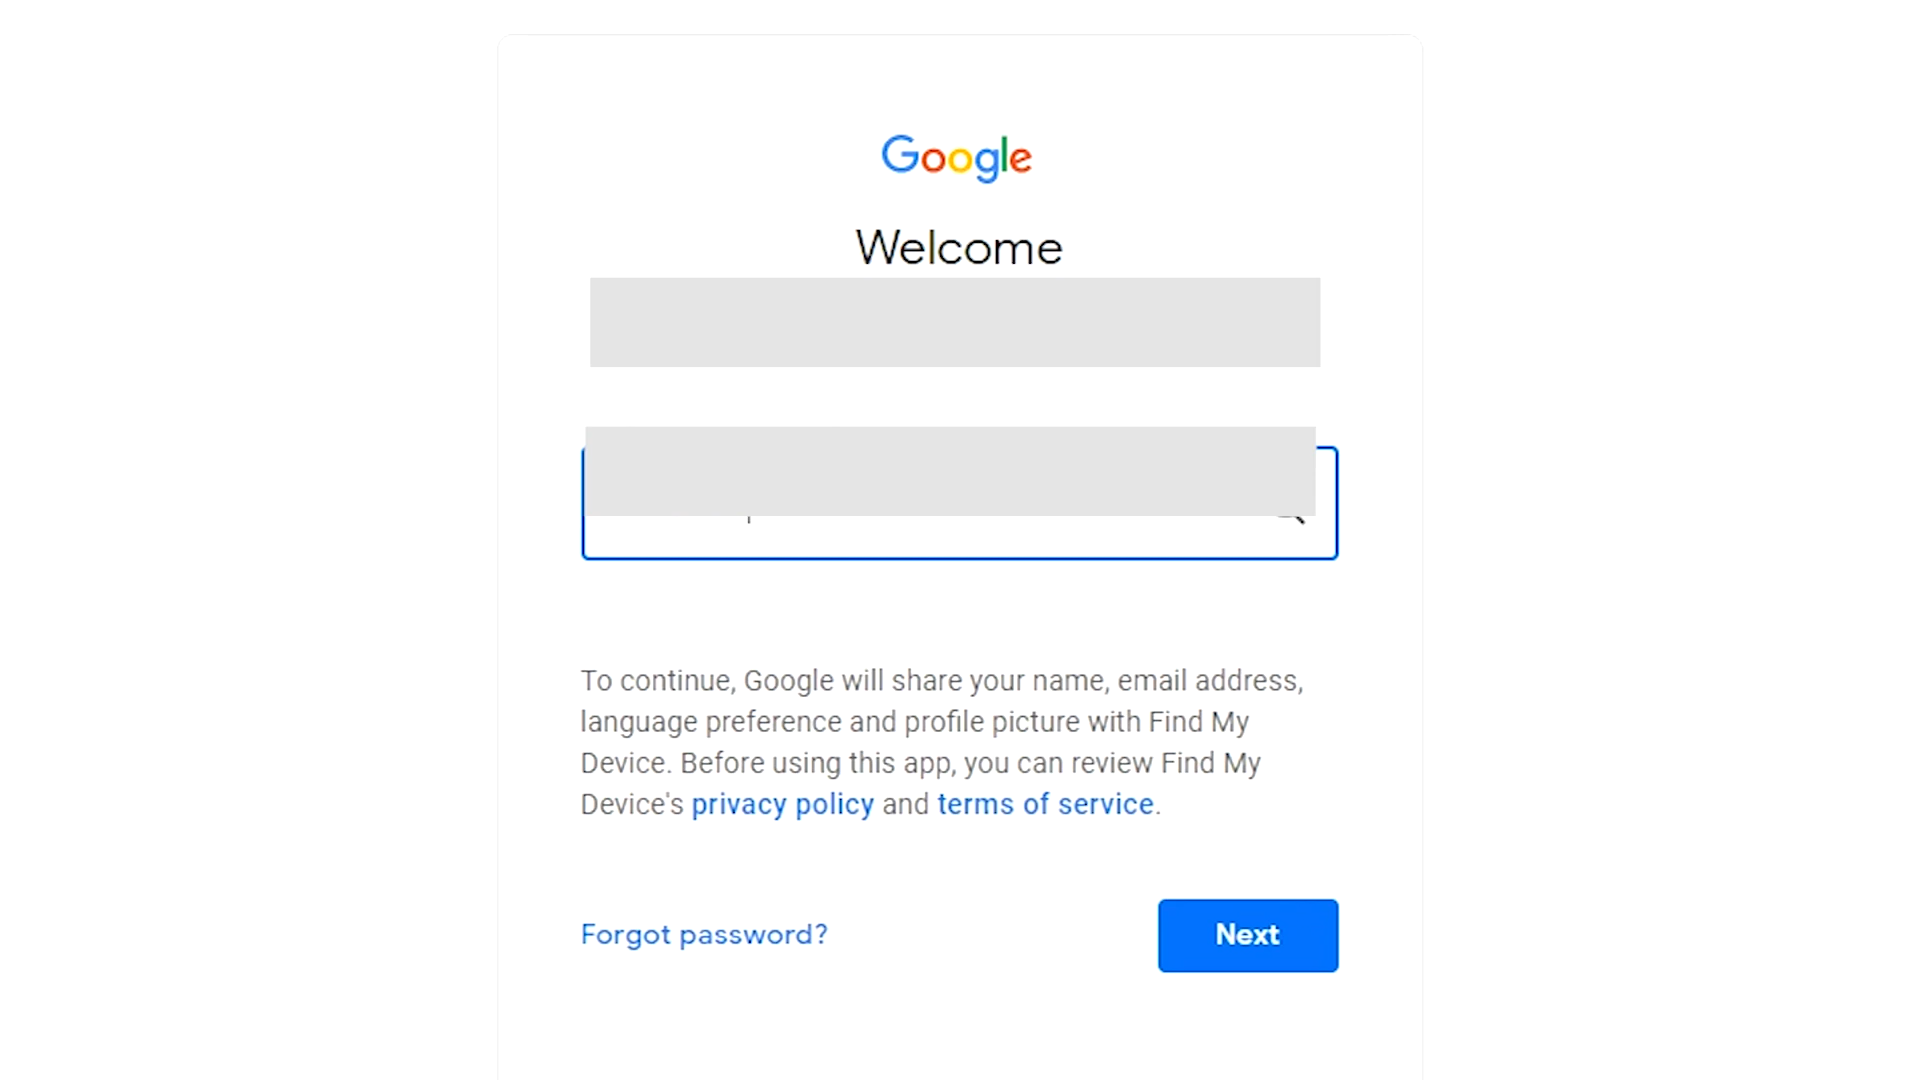 Google
Welcome
To continue, Google will share your name, email address,
language preference and profile picture with Find My
Device. Before using this app, you can review Find My
Device's privacy policy and terms of service.
Forgot password?
Next